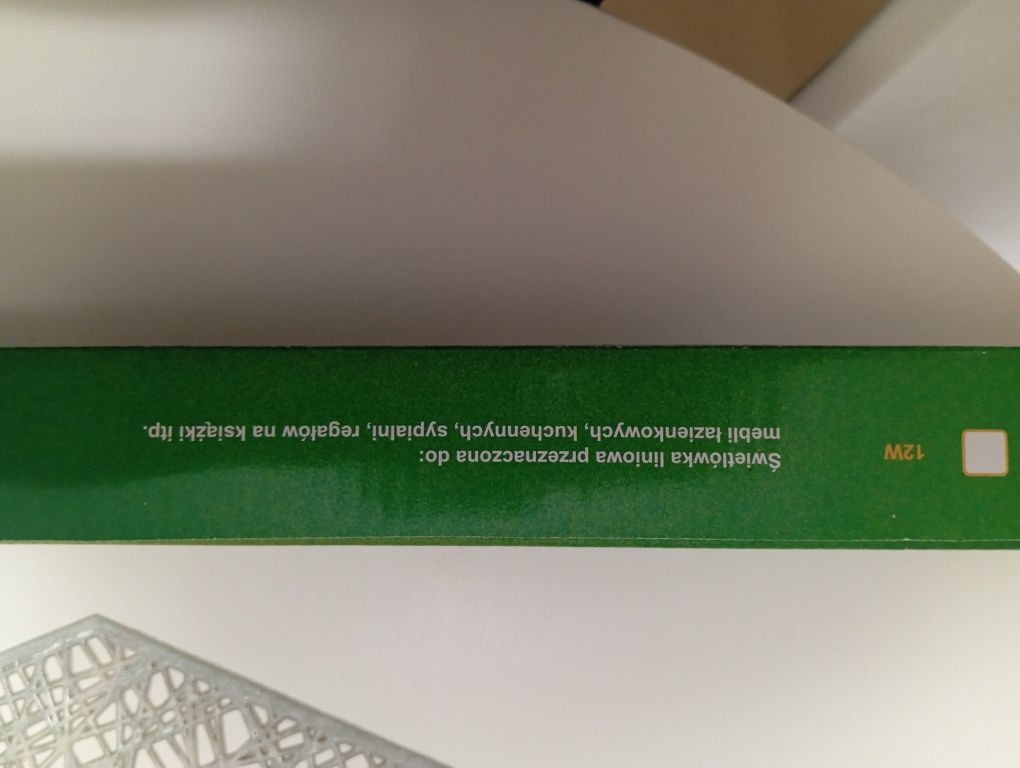 12W
Świetlówka liniowa przeznaczona do:
mebli łazienkowych, kuchennych, sypialni, regałów na książki itp.